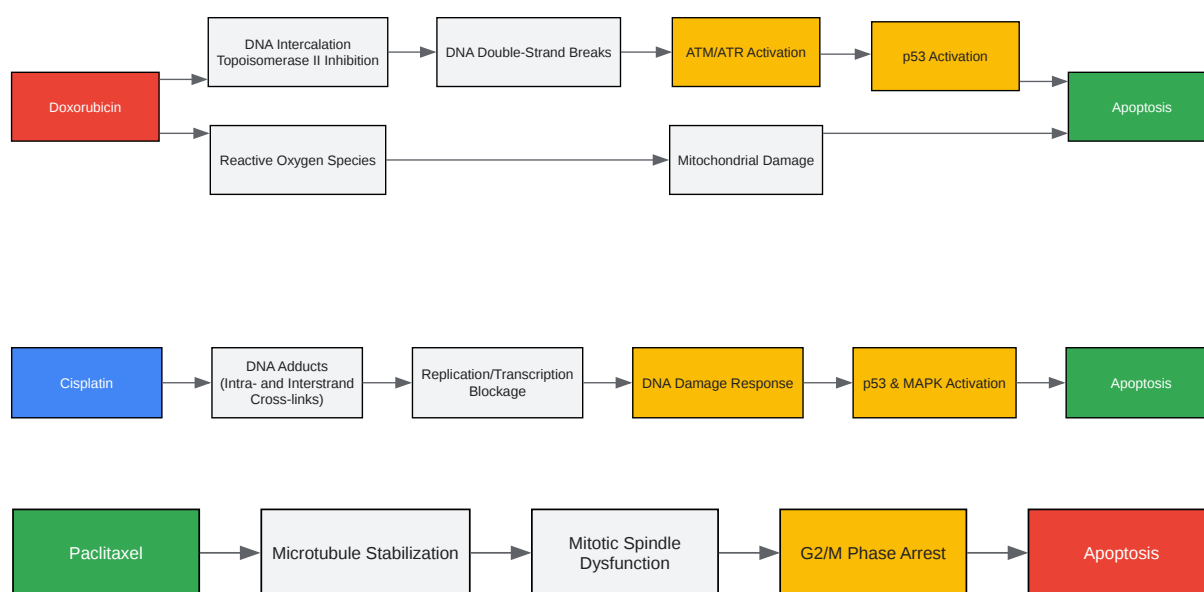 DNA Intercalation
Topoisomerase II Inhibition
DNA Double-Strand Breaks
ATM/ATR Activation
p53 Activation
Doxorubicin
Apoptosis
Reactive Oxygen Species
Mitochondrial Damage
Cisplatin
DNA Adducts
(Intra- and Interstrand
Cross-links)
Replication/Transcription
Blockage
DNA Damage Response
p53 & MAPK Activation
Apoptosis
Paclitaxel
Microtubule Stabilization
Mitotic Spindle
Dysfunction
G2/M Phase Arrest
Apoptosis